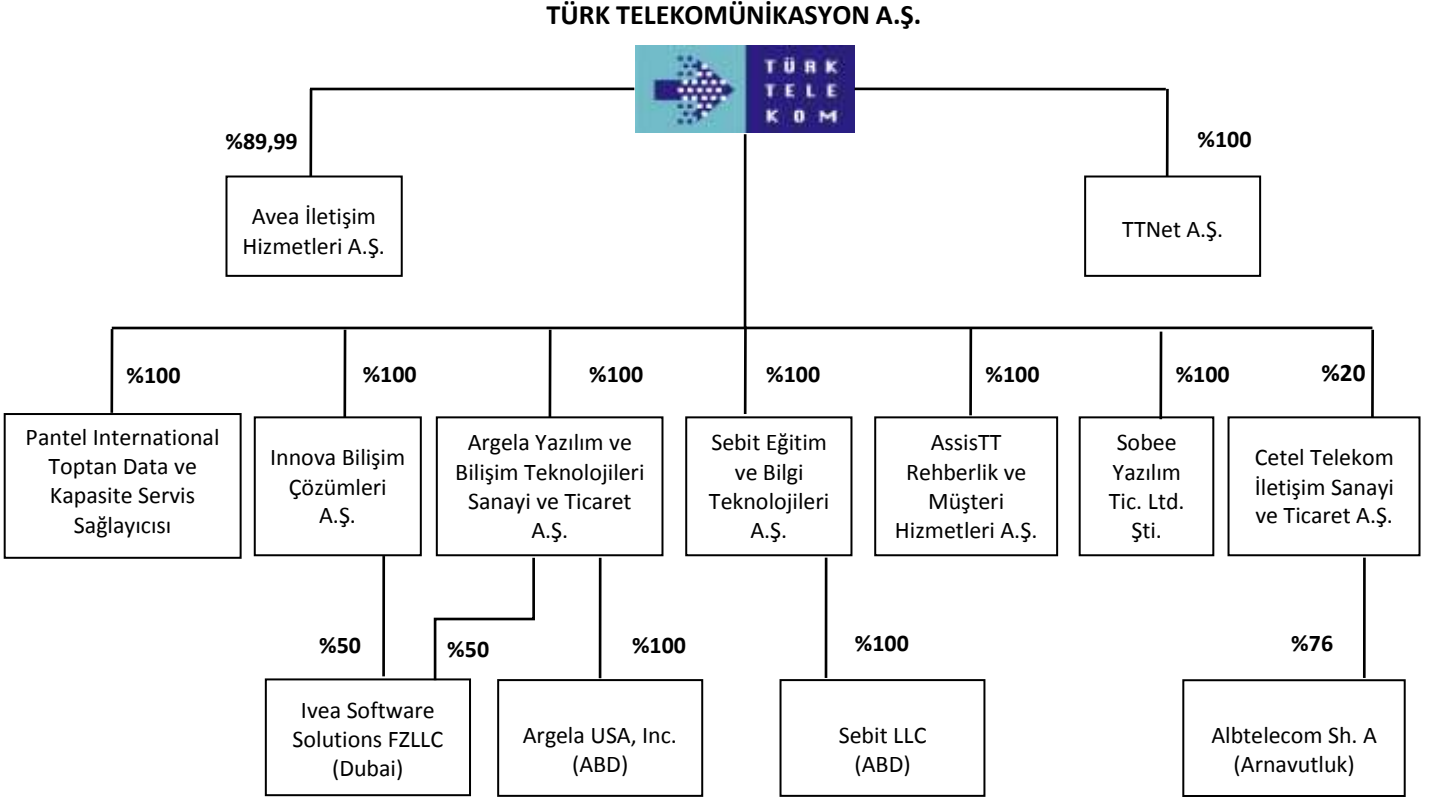 TÜRK TELEKOMÜNİKASYON A.Ş.
TÜRK
TELE
KOM
%89,99
%100
Avea İletişim
Hizmetleri A.Ş.
TTNet A.Ş.
%100
%100
%100
%100
%100
%100
%20
Pantel International
Toptan Data ve
Kapasite Servis
Sağlayıcısı
Innova Bilişim
Çözümleri
A.Ş.
Argela Yazılım ve
Bilişim Teknolojileri
Sanayi ve Ticaret
A.Ş.
Sebit Eğitim
ve Bilgi
Teknolojileri
A.Ş.
AssisTT
Rehberlik ve
Müşteri
Hizmetleri A.Ş.
Sobee
Yazılım
Tic. Ltd.
Şti.
Cetel Telekom
İletişim Sanayi
ve Ticaret A.Ş.
%50
%50
%100
%100
%76
Ivea Software
Solutions FZLLC
(Dubai)
Argela USA, Inc.
(ABD)
Sebit LLC
(ABD)
Albtelecom Sh. A
(Arnavutluk)